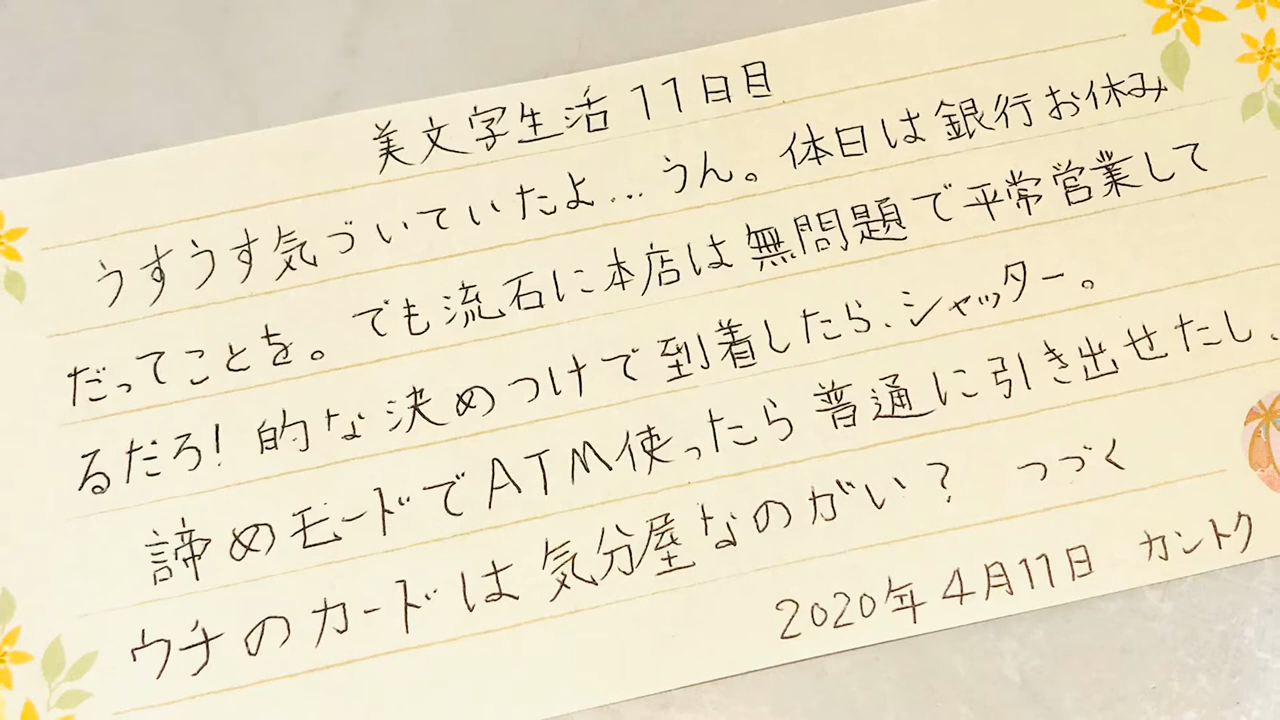 美文字生活11日目
うすうす気づいていたよ…うん。休日は銀行お休み
だってことを。でも流石に本店は無問題で平常営業して
るだろ!的な決めつけで到着したら、シャッター。
諦めモードでATM使ったら普通に引き出せたし、
ウチのカードは気分屋なのがい?つづく
2020年4月11日 カントク